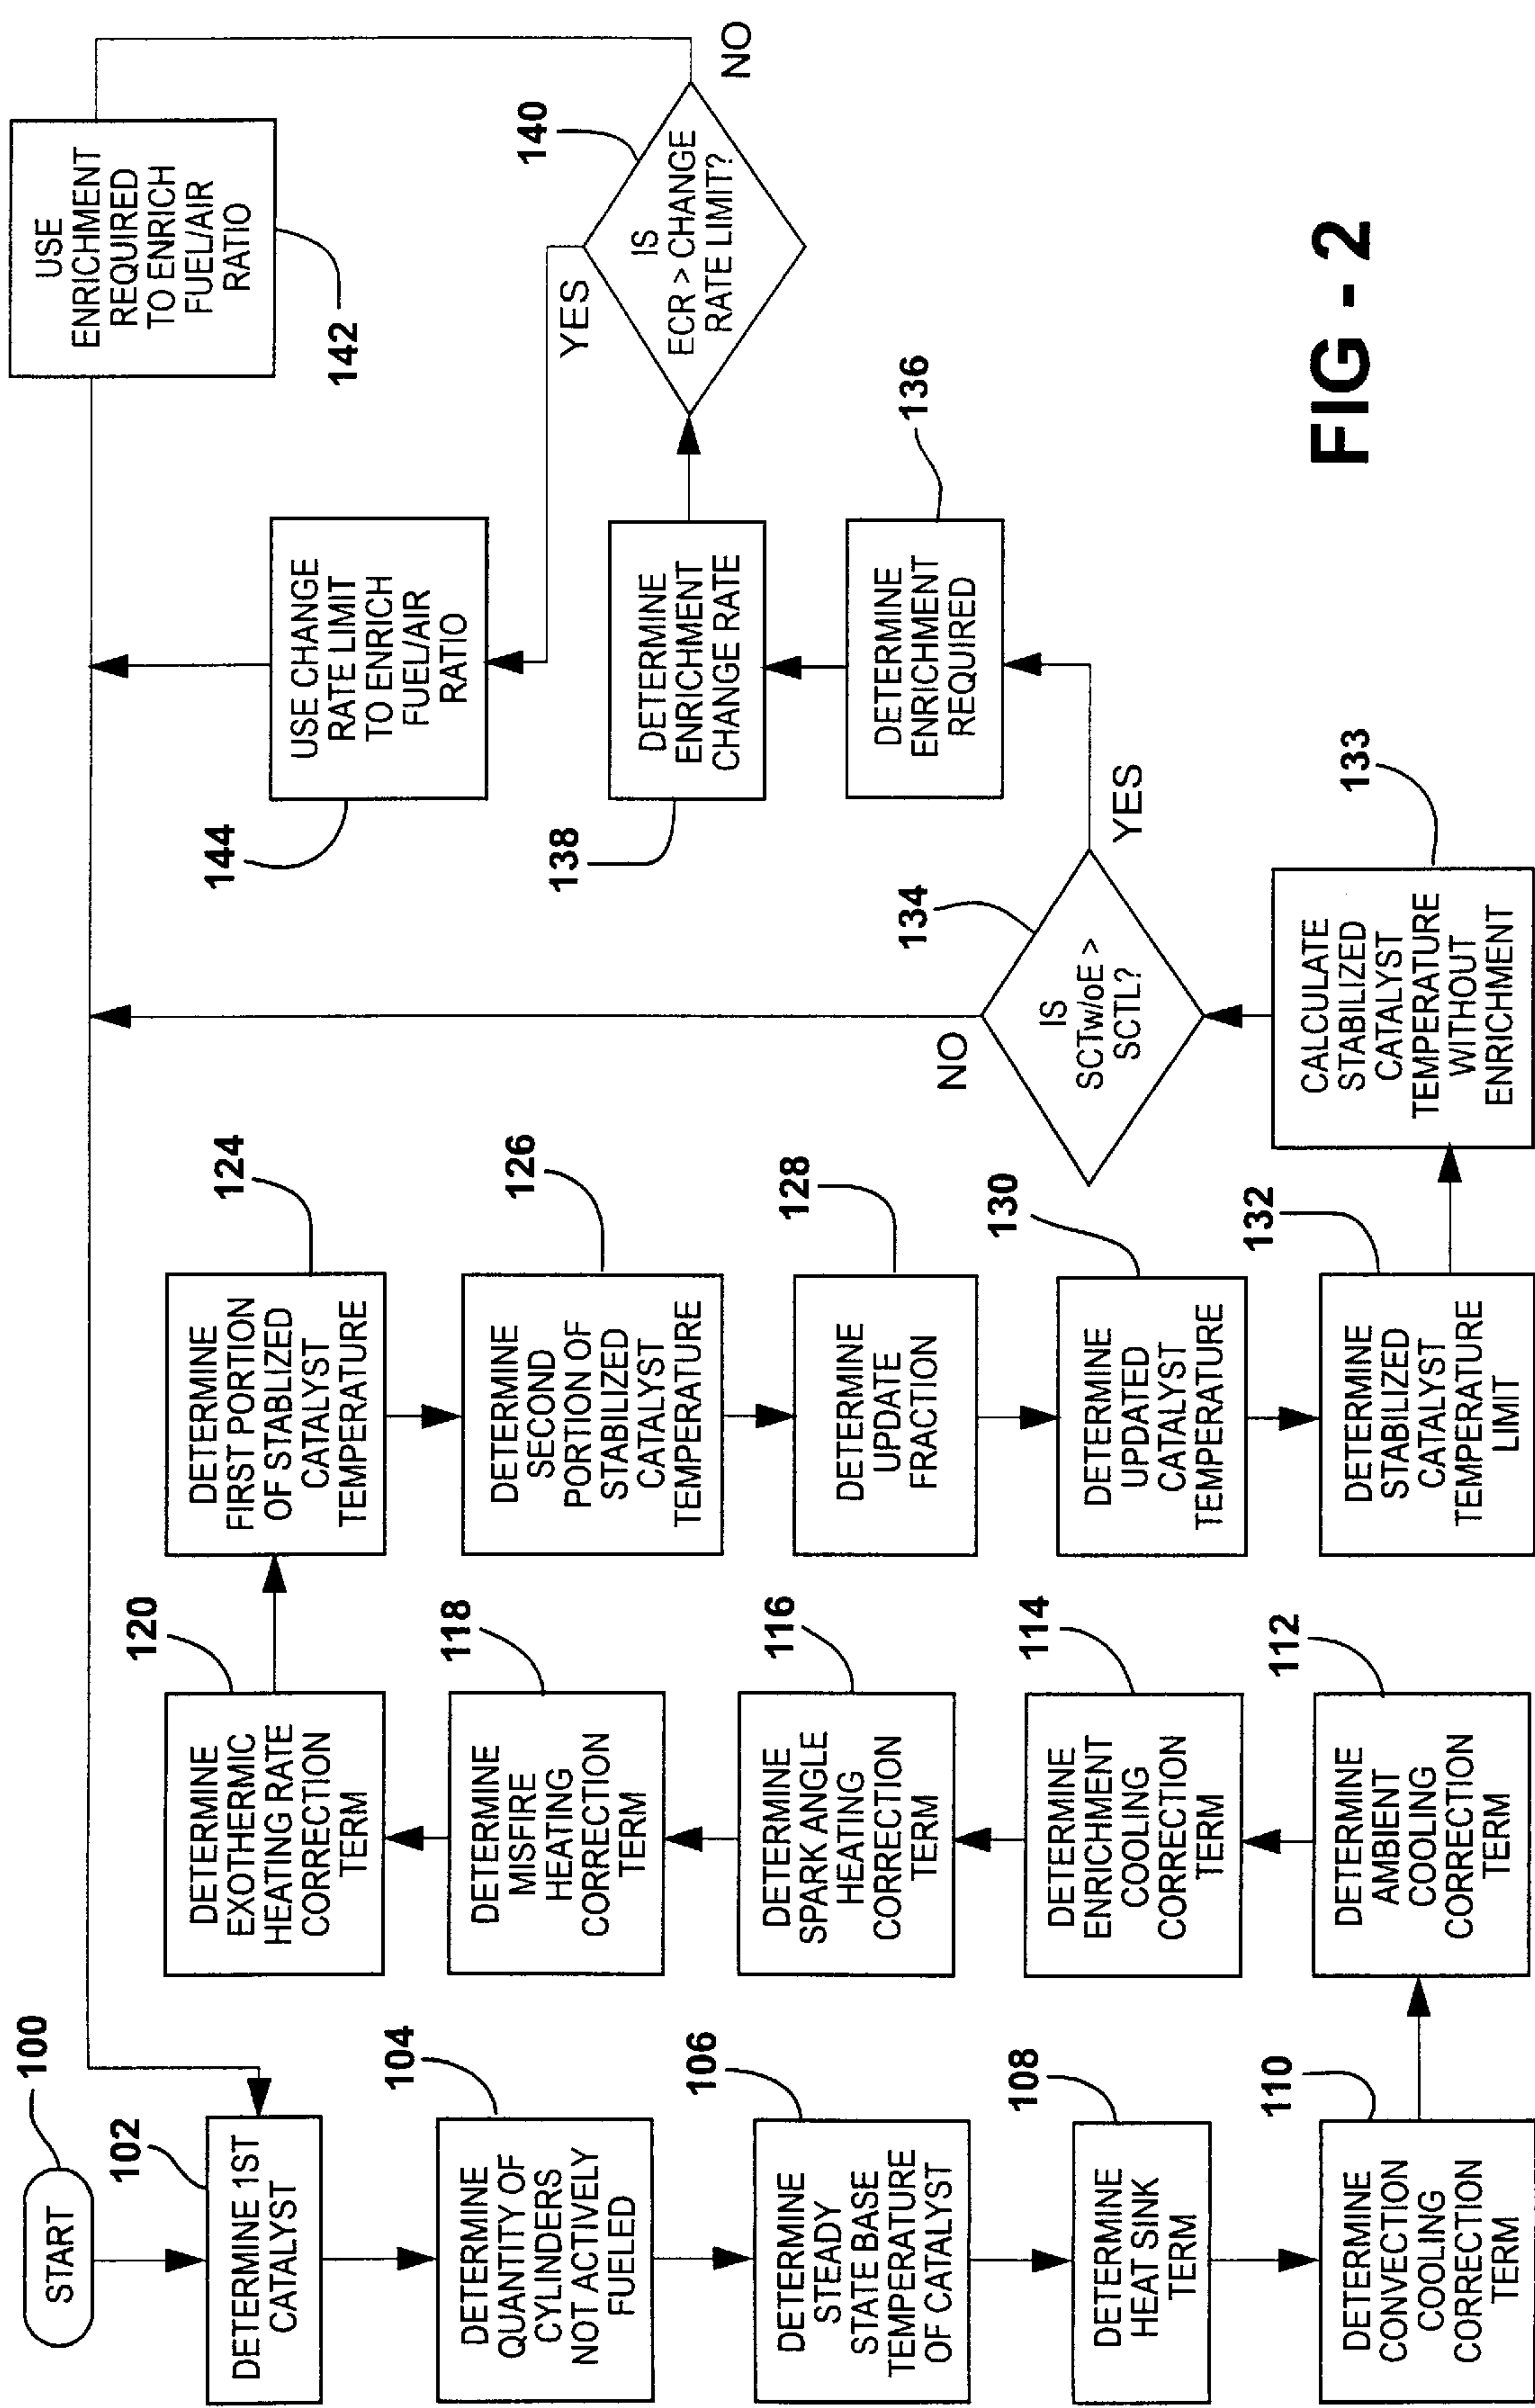 100
START
102
DETERMINE 1ST
CATALYST
104
DETERMINE
QUANTITY OF
CYLINDERS
NOT ACTIVELY
FUELED
106
DETERMINE
STEADY
STATE BASE
TEMPERATURE
OF CATALYST
108
DETERMINE
HEAT SINK
TERM
110
DETERMINE
CONVECTION
COOLING
CORRECTION
TERM
112
DETERMINE
AMBIENT
COOLING
CORRECTION
TERM
114
DETERMINE
ENRICHMENT
COOLING
CORRECTION
TERM
116
DETERMINE
SPARK ANGLE
HEATING
CORRECTION
TERM
118
DETERMINE
MISFIRE
HEATING
CORRECTION
TERM
120
DETERMINE
EXOTHERMIC
HEATING RATE
CORRECTION
TERM
124
DETERMINE
FIRST PORTION
OF STABLIZED
CATALYST
TEMPERATURE
126
DETERMINE
SECOND
PORTION OF
STABILIZED
CATALYST
TEMPERATURE
128
DETERMINE
UPDATE
FRACTION
130
DETERMINE
UPDATED
CATALYST
TEMPERATURE
132
DETERMINE
STABILIZED
CATALYST
TEMPERATURE
LIMIT
133
CALCULATE
STABILIZED
CATALYST
TEMPERATURE
WITHOUT
ENRICHMENT
134
IS
SCTw/oE >
SCTL?
NO
YES
136
DETERMINE
ENRICHMENT
REQUIRED
138
DETERMINE
ENRICHMENT
CHANGE RATE
140
IS
ECR > CHANGE
RATE LIMIT?
YES
NO
144
USE CHANGE
RATE LIMIT
TO ENRICH
FUEL/AIR
RATIO
142
USE
ENRICHMENT
REQUIRED
TO ENRICH
FUEL/AIR
RATIO
FIG - 2